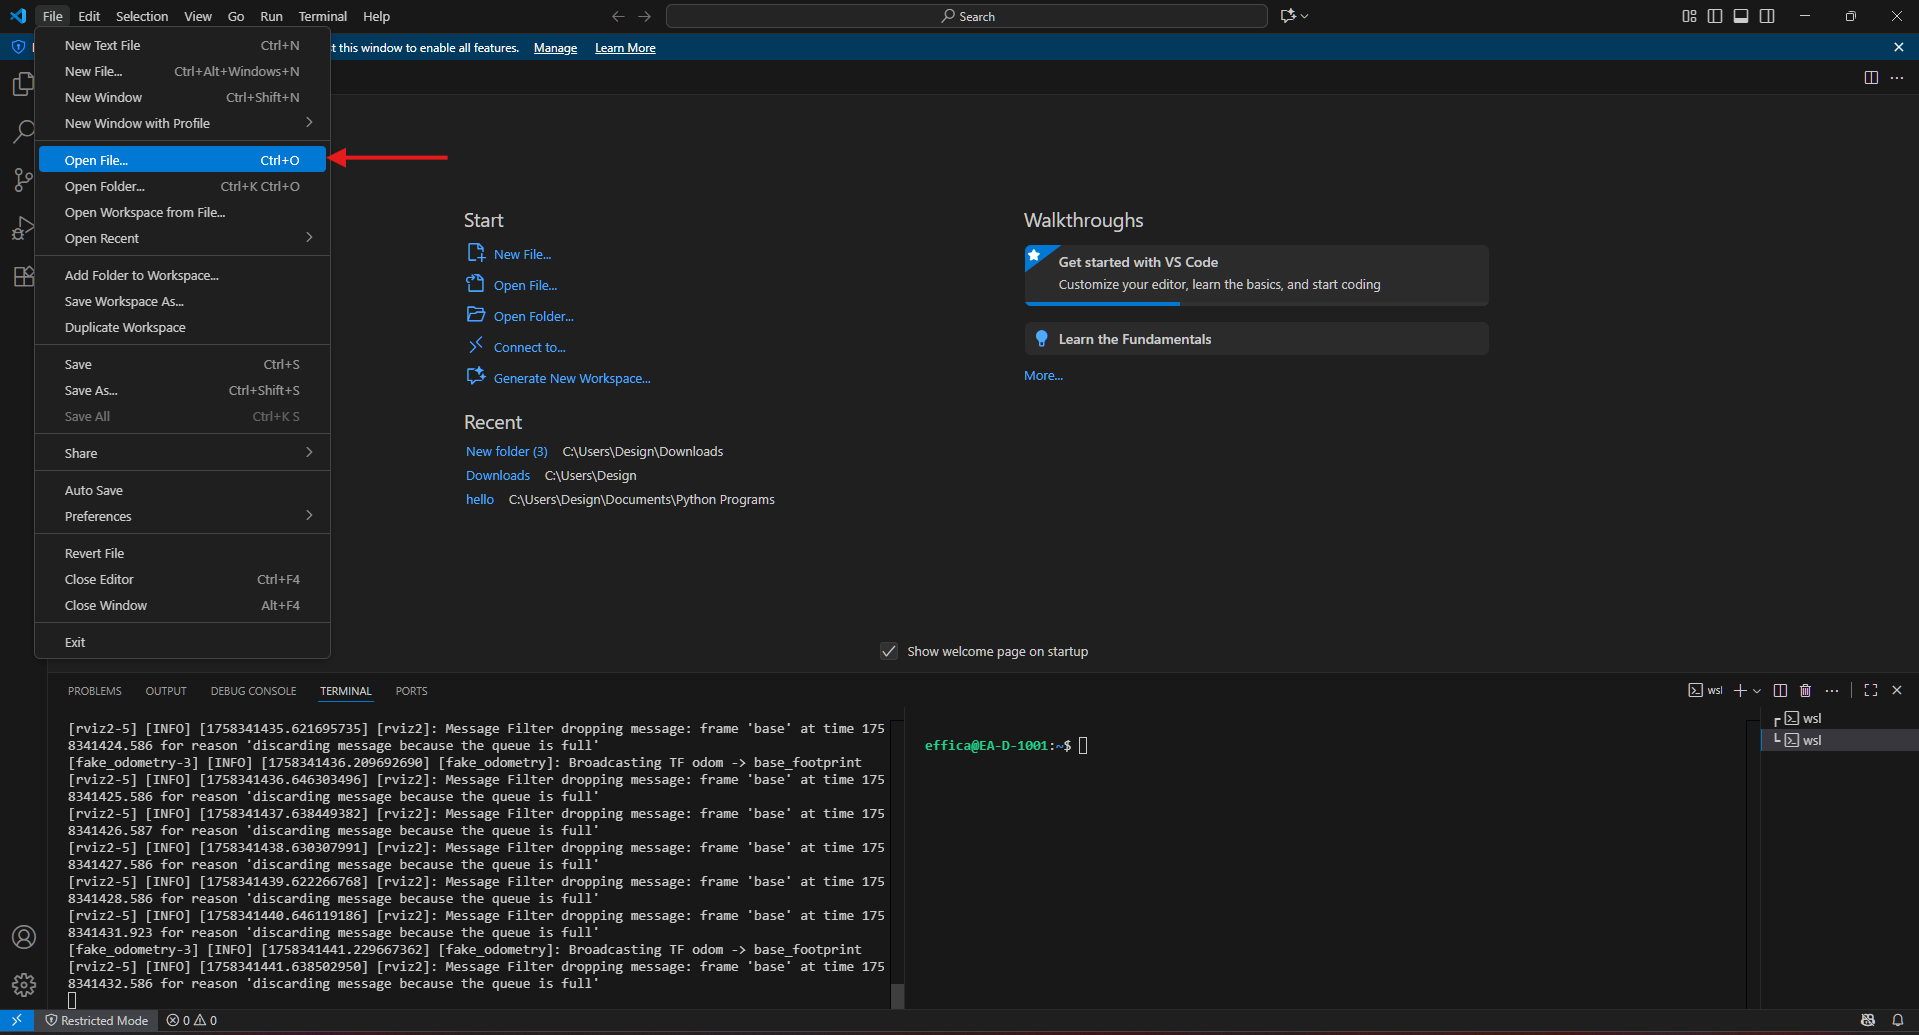 File Edit Selection View Go Run Terminal Help
Search
t this window to enable all features. Manage Learn More
New Text File Ctrl+N
New File... Ctrl+Alt+Windows+N
New Window Ctrl+Shift+N
New Window with Profile
Open File... Ctrl+O
Open Folder... Ctrl+K Ctrl+O
Open Workspace from File...
Open Recent
Add Folder to Workspace...
Save Workspace As...
Duplicate Workspace
Save Ctrl+S
Save As... Ctrl+Shift+S
Save All Ctrl+K S
Share
Auto Save
Preferences
Revert File
Close Editor Ctrl+F4
Close Window Alt+F4
Exit
Start
New File...
Open File...
Open Folder...
Connect to...
Generate New Workspace...
Recent
New folder (3) C:\Users\Design\Downloads
Downloads C:\Users\Design
hello C:\Users\Design\Documents\Python Programs
Walkthroughs
Get started with VS Code
Customize your editor, learn the basics, and start coding
Learn the Fundamentals
More...
Show welcome page on startup
PROBLEMS OUTPUT DEBUG CONSOLE TERMINAL PORTS
wsl
[rviz2-5] [INFO] [1758341435.621695735] [rviz2]: Message Filter dropping message: frame 'base' at time 175
8341424.586 for reason 'discarding message because the queue is full'
[fake_odometry-3] [INFO] [1758341436.209692690] [fake_odometry]: Broadcasting TF odom -> base_footprint
[rviz2-5] [INFO] [1758341436.646303496] [rviz2]: Message Filter dropping message: frame 'base' at time 175
8341425.586 for reason 'discarding message because the queue is full'
[rviz2-5] [INFO] [1758341437.638449382] [rviz2]: Message Filter dropping message: frame 'base' at time 175
8341426.587 for reason 'discarding message because the queue is full'
[rviz2-5] [INFO] [1758341438.630307991] [rviz2]: Message Filter dropping message: frame 'base' at time 175
8341427.586 for reason 'discarding message because the queue is full'
[rviz2-5] [INFO] [1758341439.622266768] [rviz2]: Message Filter dropping message: frame 'base' at time 175
8341428.586 for reason 'discarding message because the queue is full'
[rviz2-5] [INFO] [1758341440.646119186] [rviz2]: Message Filter dropping message: frame 'base' at time 175
8341431.923 for reason 'discarding message because the queue is full'
[fake_odometry-3] [INFO] [1758341441.229667362] [fake_odometry]: Broadcasting TF odom -> base_footprint
[rviz2-5] [INFO] [1758341441.638502950] [rviz2]: Message Filter dropping message: frame 'base' at time 175
8341432.586 for reason 'discarding message because the queue is full'
effica@EA-D-1001:~$
wsl
wsl
Restricted Mode 0 0